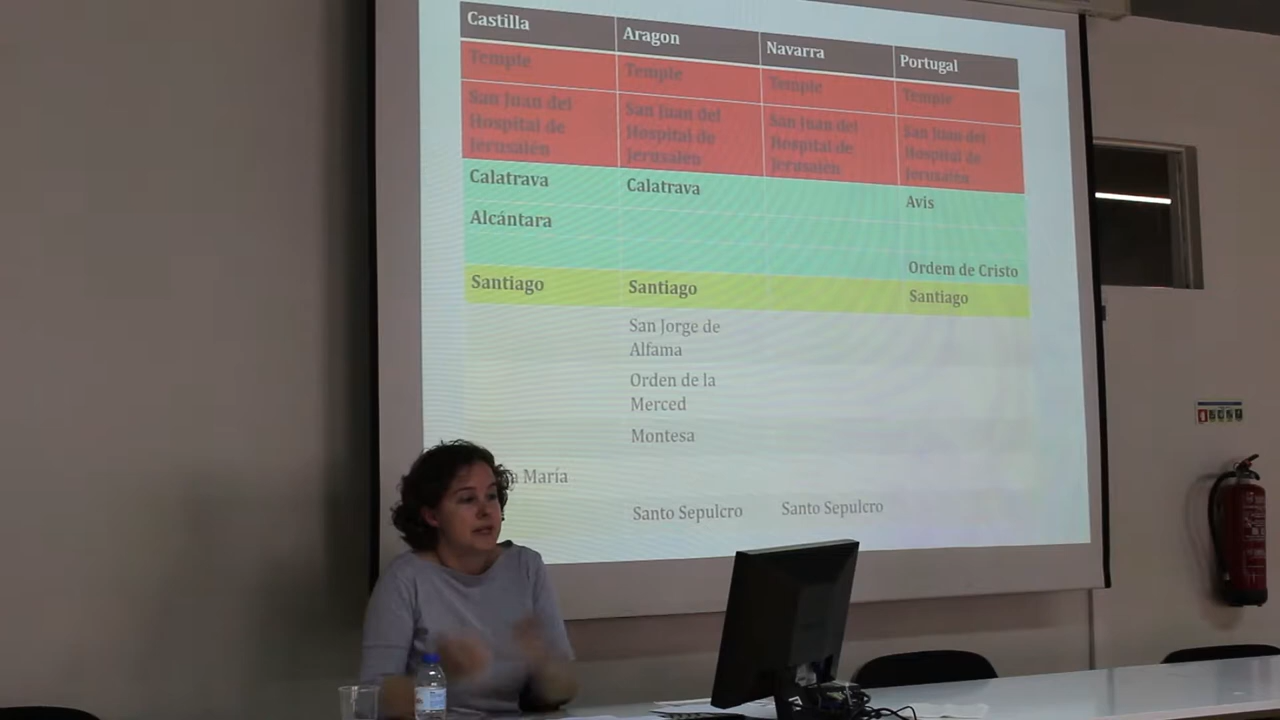 Castilla Aragon Navarra Portugal
Temple Temple Temple Temple
San Juan del San Juan del San Juan del San Juan del
Hospital de Hospital de Hospital de Hospital de
Jerusalén Jerusalén Jerusalén Jerusalén
Calatrava Calatrava Avis
Alcántara
Ordem de Cristo
Santiago Santiago Santiago
San Jorge de
Alfama
Orden de la
Merced
Montesa
a María
Santo Sepulcro Santo Sepulcro